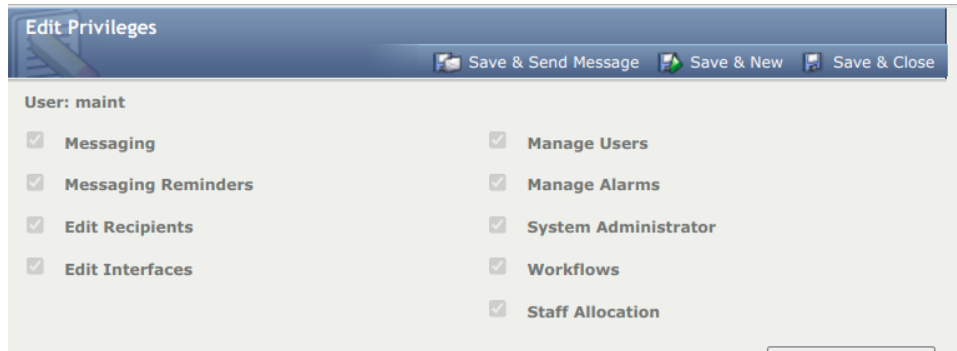 Edit Privileges
Save & Send Message Save & New Save & Close
User: maint
Messaging Manage Users
Messaging Reminders Manage Alarms
Edit Recipients System Administrator
Edit Interfaces Workflows
Staff Allocation